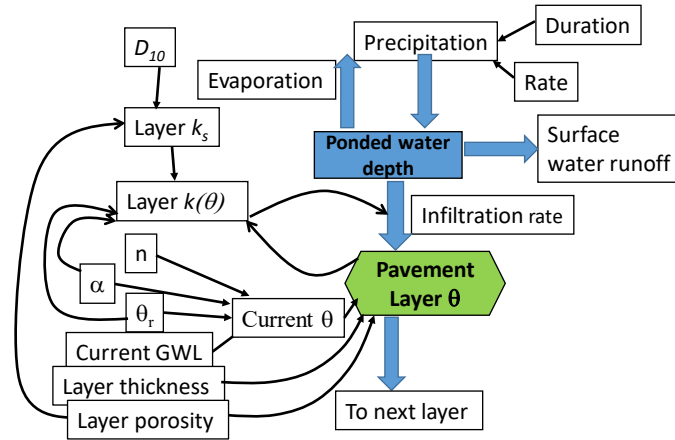 Duration
Precipitation
D10
Evaporation
Rate
Layer ks
Ponded water
depth
Surface
water runoff
Layer k(θ)
Infiltration rate
n
Pavement
Layer θ
α
θr
Current θ
Current GWL
Layer thickness
Layer porosity
To next layer